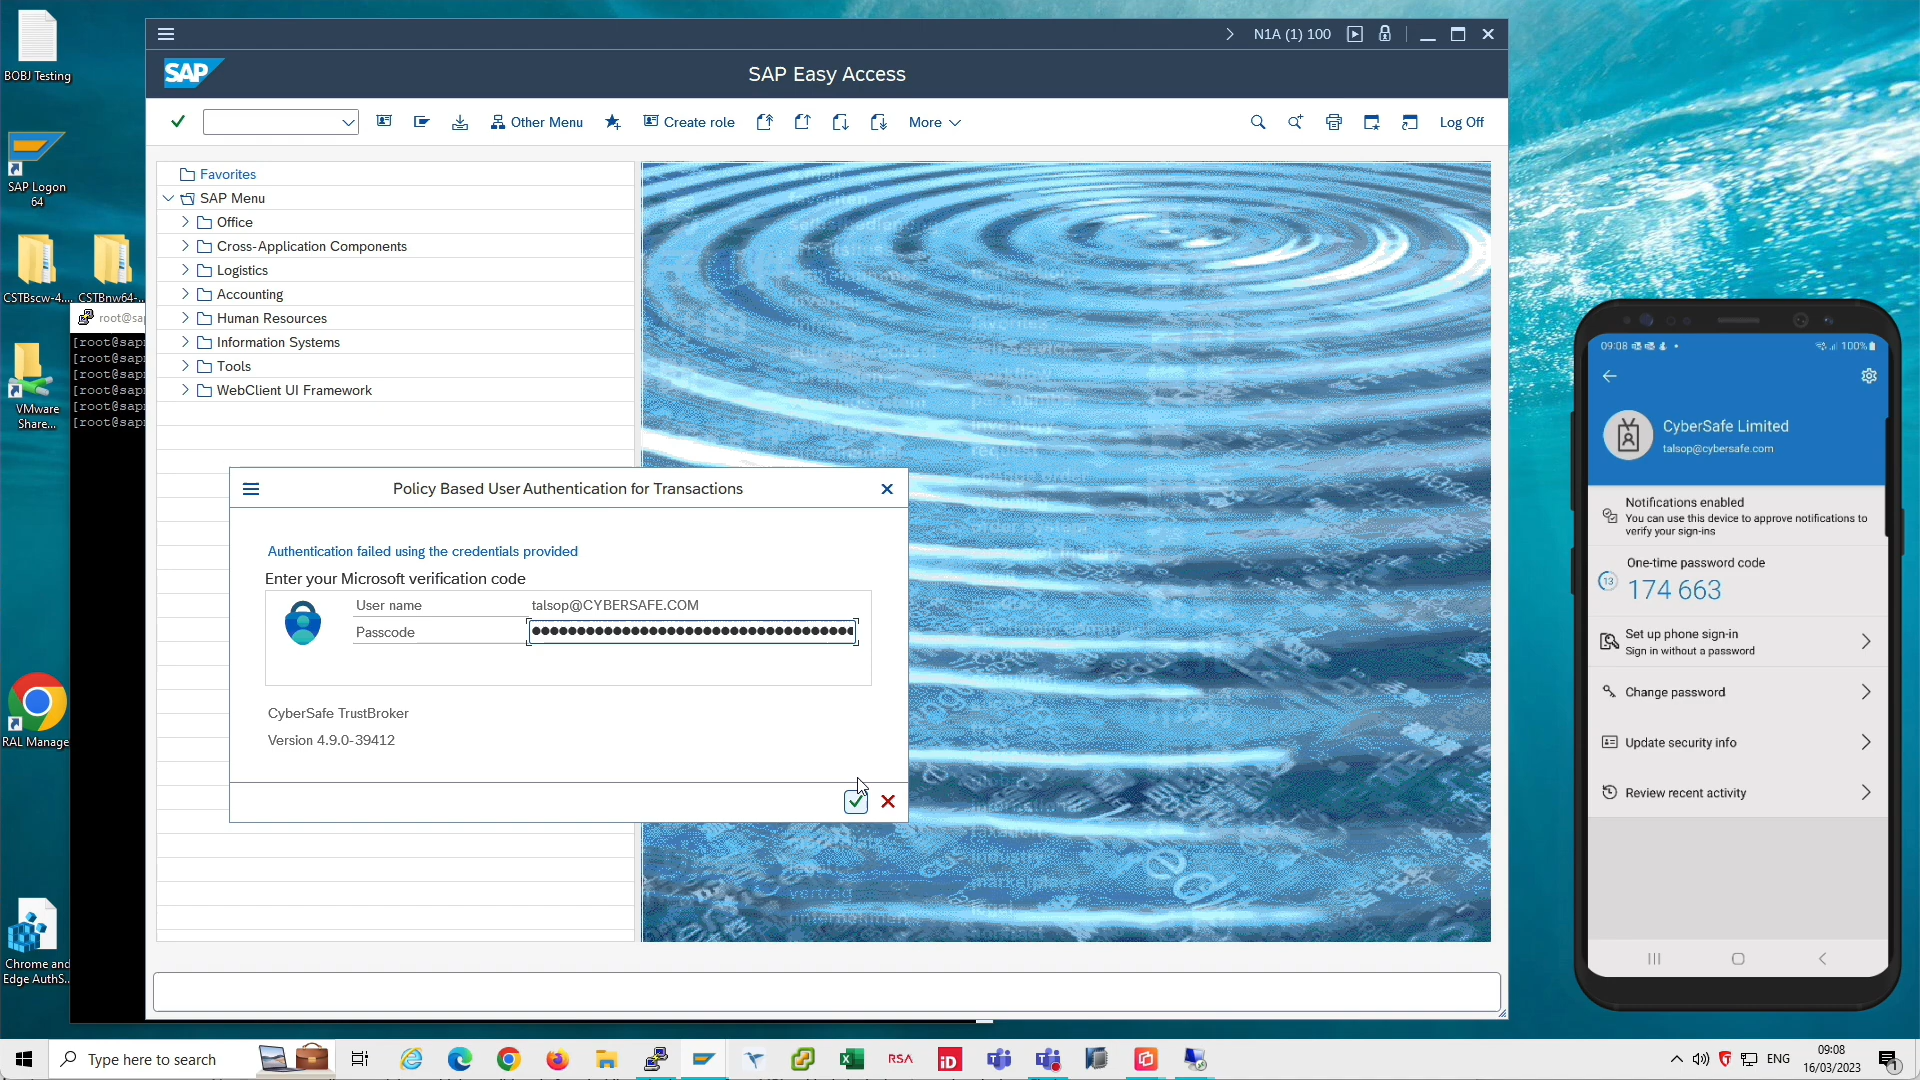 BOBJ Testing
SAP Logon
64
CSTBscw-4....
CSTBnw64-...
VMware
Share...
RAL Manage
Chrome and
Edge AuthS...
root@sap
[root@sap
[root@sap
[root@sap
[root@sap
[root@sap
[root@sap
N1A (1) 100
SAP
SAP Easy Access
Other Menu
Create role
More
Log Off
Favorites
SAP Menu
Office
Cross-Application Components
Logistics
Accounting
Human Resources
Information Systems
Tools
WebClient UI Framework
Policy Based User Authentication for Transactions
Authentication failed using the credentials provided
Enter your Microsoft verification code
User name talsop@CYBERSAFE.COM
Passcode
CyberSafe TrustBroker
Version 4.9.0-39412
09:08
100%
CyberSafe Limited
talsop@cybersafe.com
Notifications enabled
You can use this device to approve notifications to
verify your sign-ins
One-time password code
13 174 663
Set up phone sign-in
Sign in without a password
Change password
Update security info
Review recent activity
Type here to search
RSA
iD
ENG
09:08
16/03/2023
1